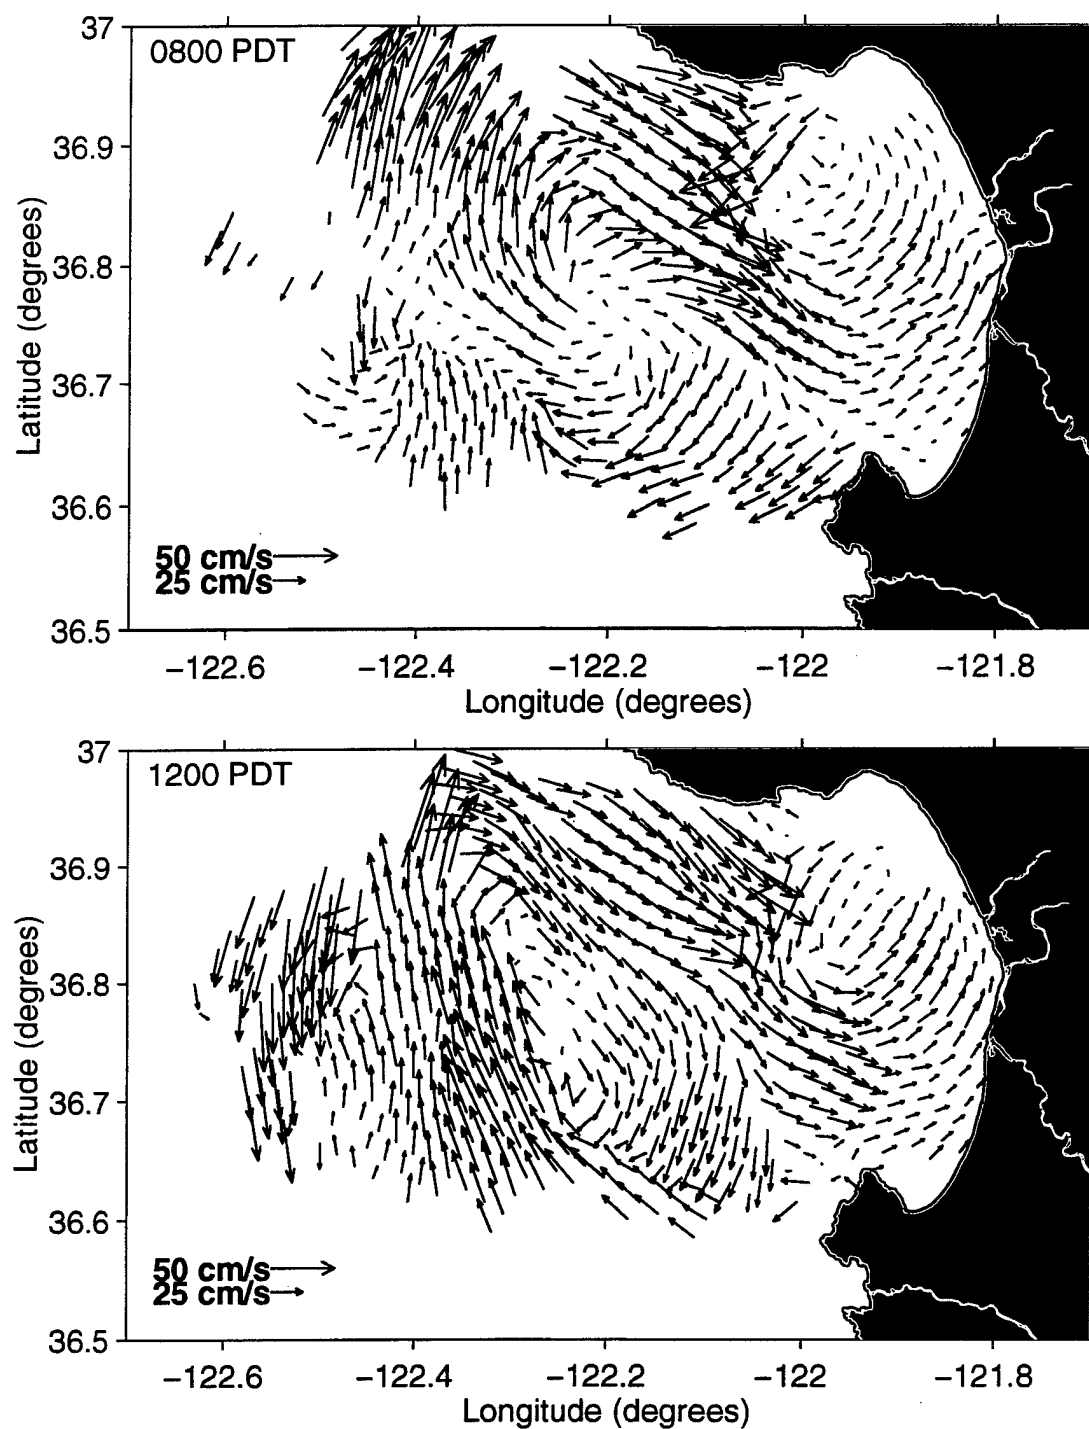 37
0800 PDT
36.9
36.8
36.7
36.6
36.5
Latitude (degrees)
50 cm/s
25 cm/s
−122.6
−122.4
−122.2
−122
−121.8
Longitude (degrees)
37
1200 PDT
36.9
36.8
36.7
36.6
36.5
Latitude (degrees)
50 cm/s
25 cm/s
−122.6
−122.4
−122.2
−122
−121.8
Longitude (degrees)